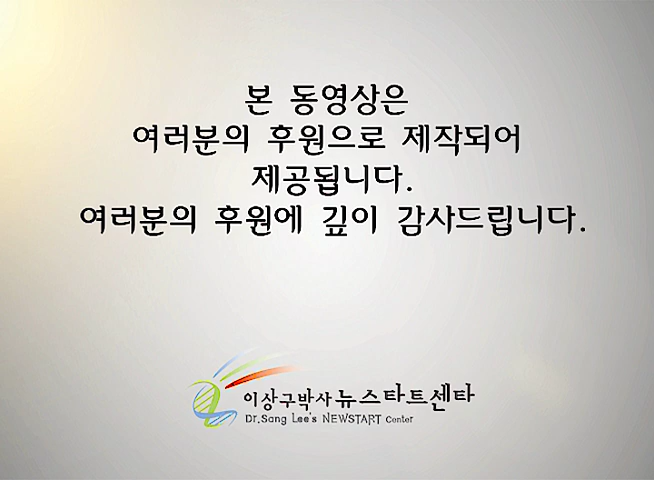 본 동영상은
여러분의 후원으로 제작되어
제공됩니다.
여러분의 후원에 깊이 감사드립니다.
이상구박사 뉴스타트센타
Dr.Sang Lee's NEWSTART Center